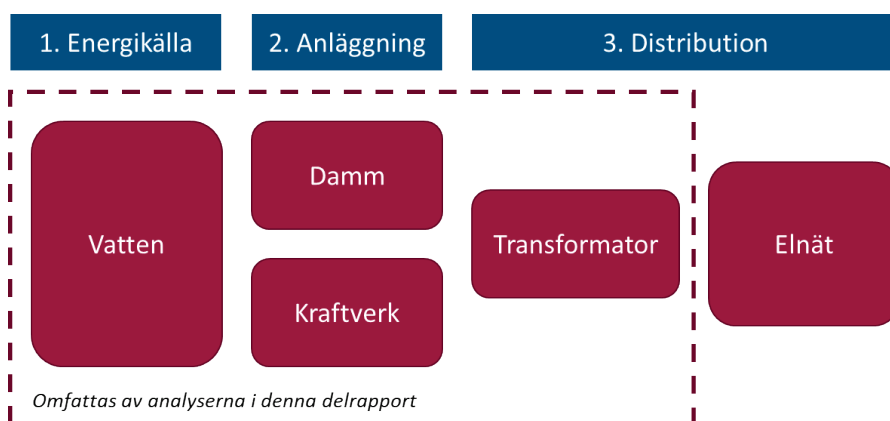 1. Energikälla
2. Anläggning
3. Distribution
Vatten
Damm
Kraftverk
Transformator
Elnät
Omfattas av analyserna i denna delrapport